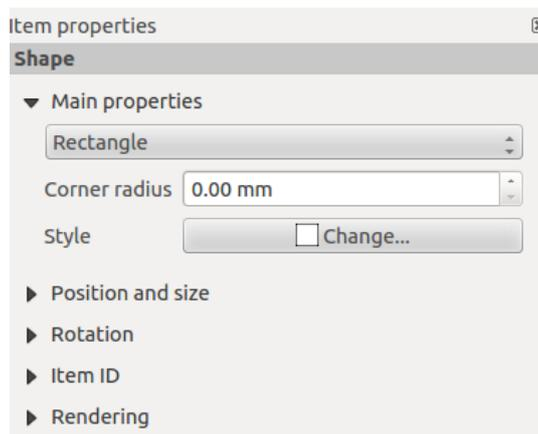 Item properties
Shape
Main properties
Rectangle
Corner radius 0.00 mm
Style Change...
Position and size
Rotation
Item ID
Rendering